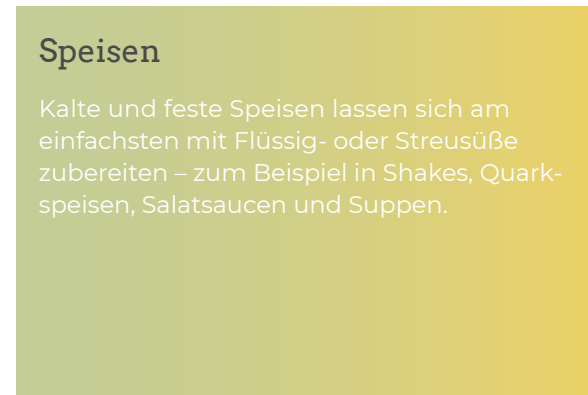 Speisen
Kalte und feste Speisen lassen sich am
einfachsten mit Flüssig- oder Streusüße
zubereiten – zum Beispiel in Shakes, Quark-
speisen, Salatsaucen und Suppen.